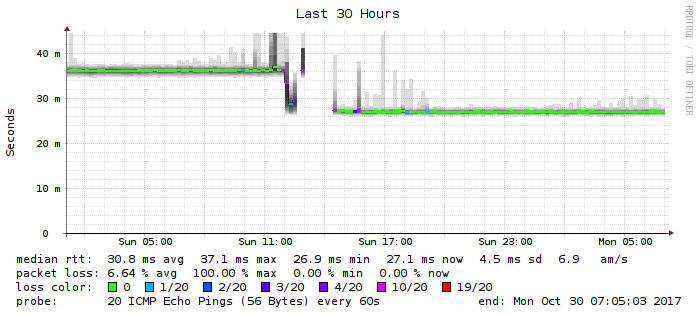 Last 30 Hours
RRDTOOL / TOBI OETIKER
Seconds
40 m
30 m
20 m
10 m
0
Sun 05:00 Sun 11:00 Sun 17:00 Sun 23:00 Mon 05:00
median rtt: 30.8 ms avg 37.1 ms max 26.9 ms min 27.1 ms now 4.5 ms sd 6.9 am/s
packet loss: 6.64 % avg 100.00 % max 0.00 % min 0.00 % now
loss color: 0 1/20 2/20 3/20 4/20 10/20 19/20
probe: 20 ICMP Echo Pings (56 Bytes) every 60s end: Mon Oct 30 07:05:03 2017